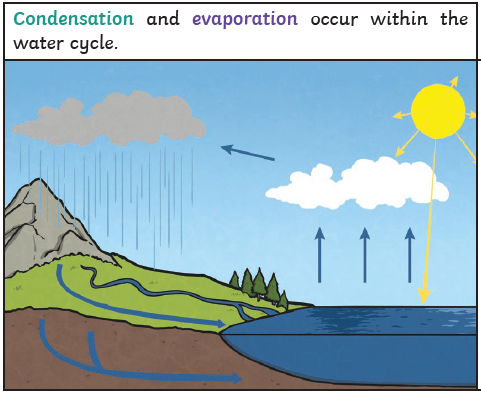 Condensation and evaporation occur within the
water cycle.